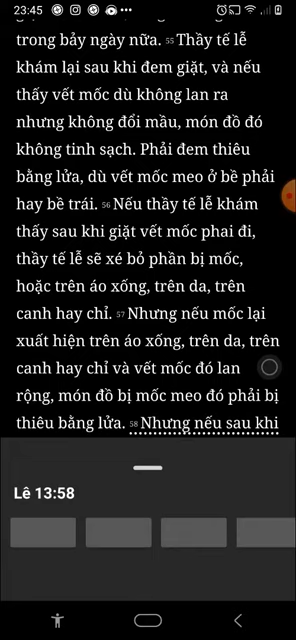 23:45
trong bảy ngày nữa. 55 Thầy tế lễ
khám lại sau khi đem giặt, và nếu
thấy vết mốc dù không lan ra
nhưng không đổi mầu, món đồ đó
không tinh sạch. Phải đem thiêu
bằng lửa, dù vết mốc meo ở bề phải
hay bề trái. 56 Nếu thầy tế lễ khám
thấy sau khi giặt vết mốc phai đi,
thầy tế lễ sẽ xé bỏ phần bị mốc,
hoặc trên áo xống, trên da, trên
canh hay chỉ. 57 Nhưng nếu mốc lại
xuất hiện trên áo xống, trên da, trên
canh hay chỉ và vết mốc đó lan
rộng, món đồ bị mốc meo đó phải bị
thiêu bằng lửa. 58 Nhưng nếu sau khi
Lê 13:58